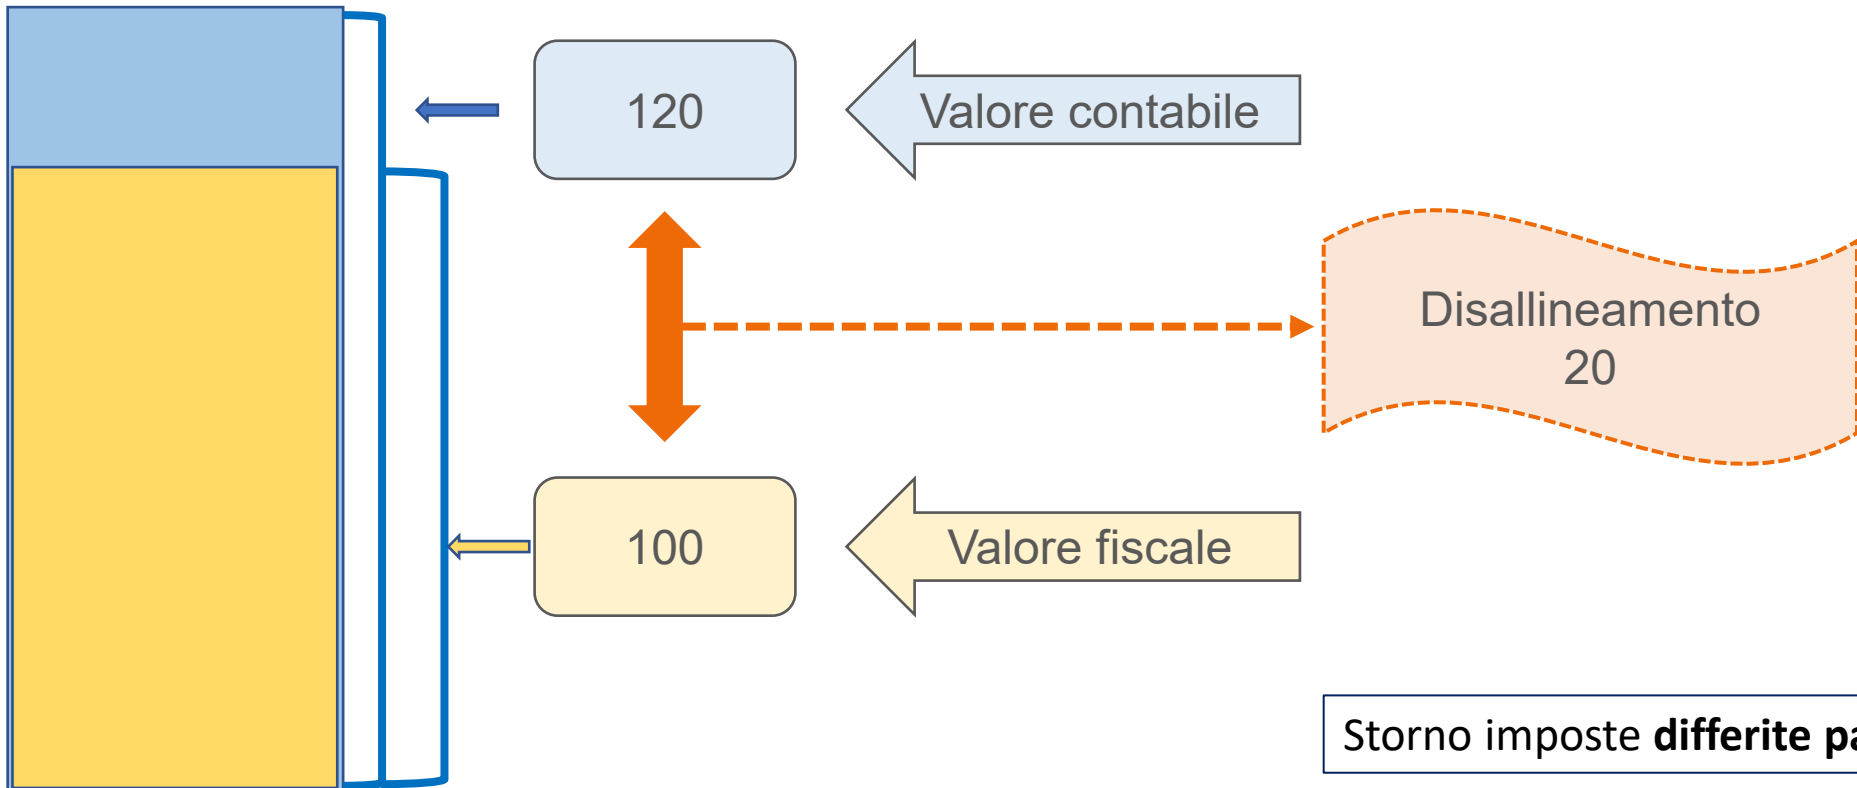 120
Valore contabile
Disallineamento
20
100
Valore fiscale
Storno imposte differite